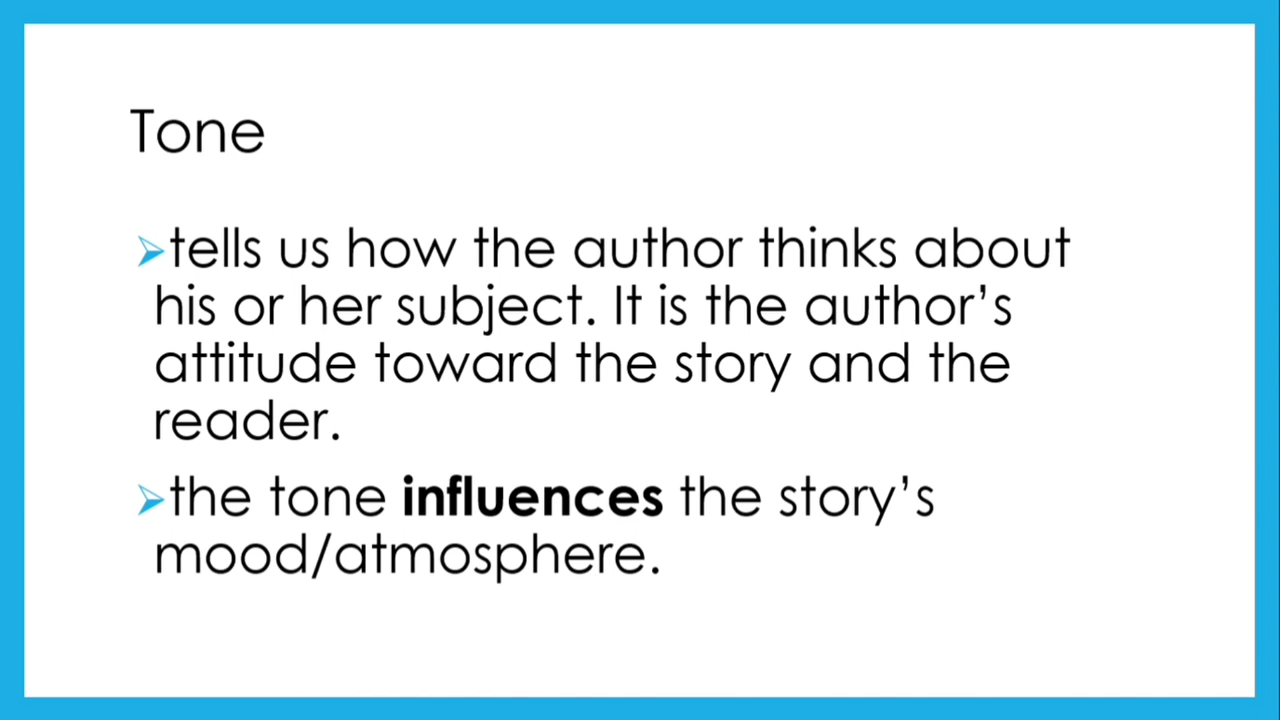 Tone
➢tells us how the author thinks about
his or her subject. It is the author’s
attitude toward the story and the
reader.
➢the tone influences the story’s
mood/atmosphere.